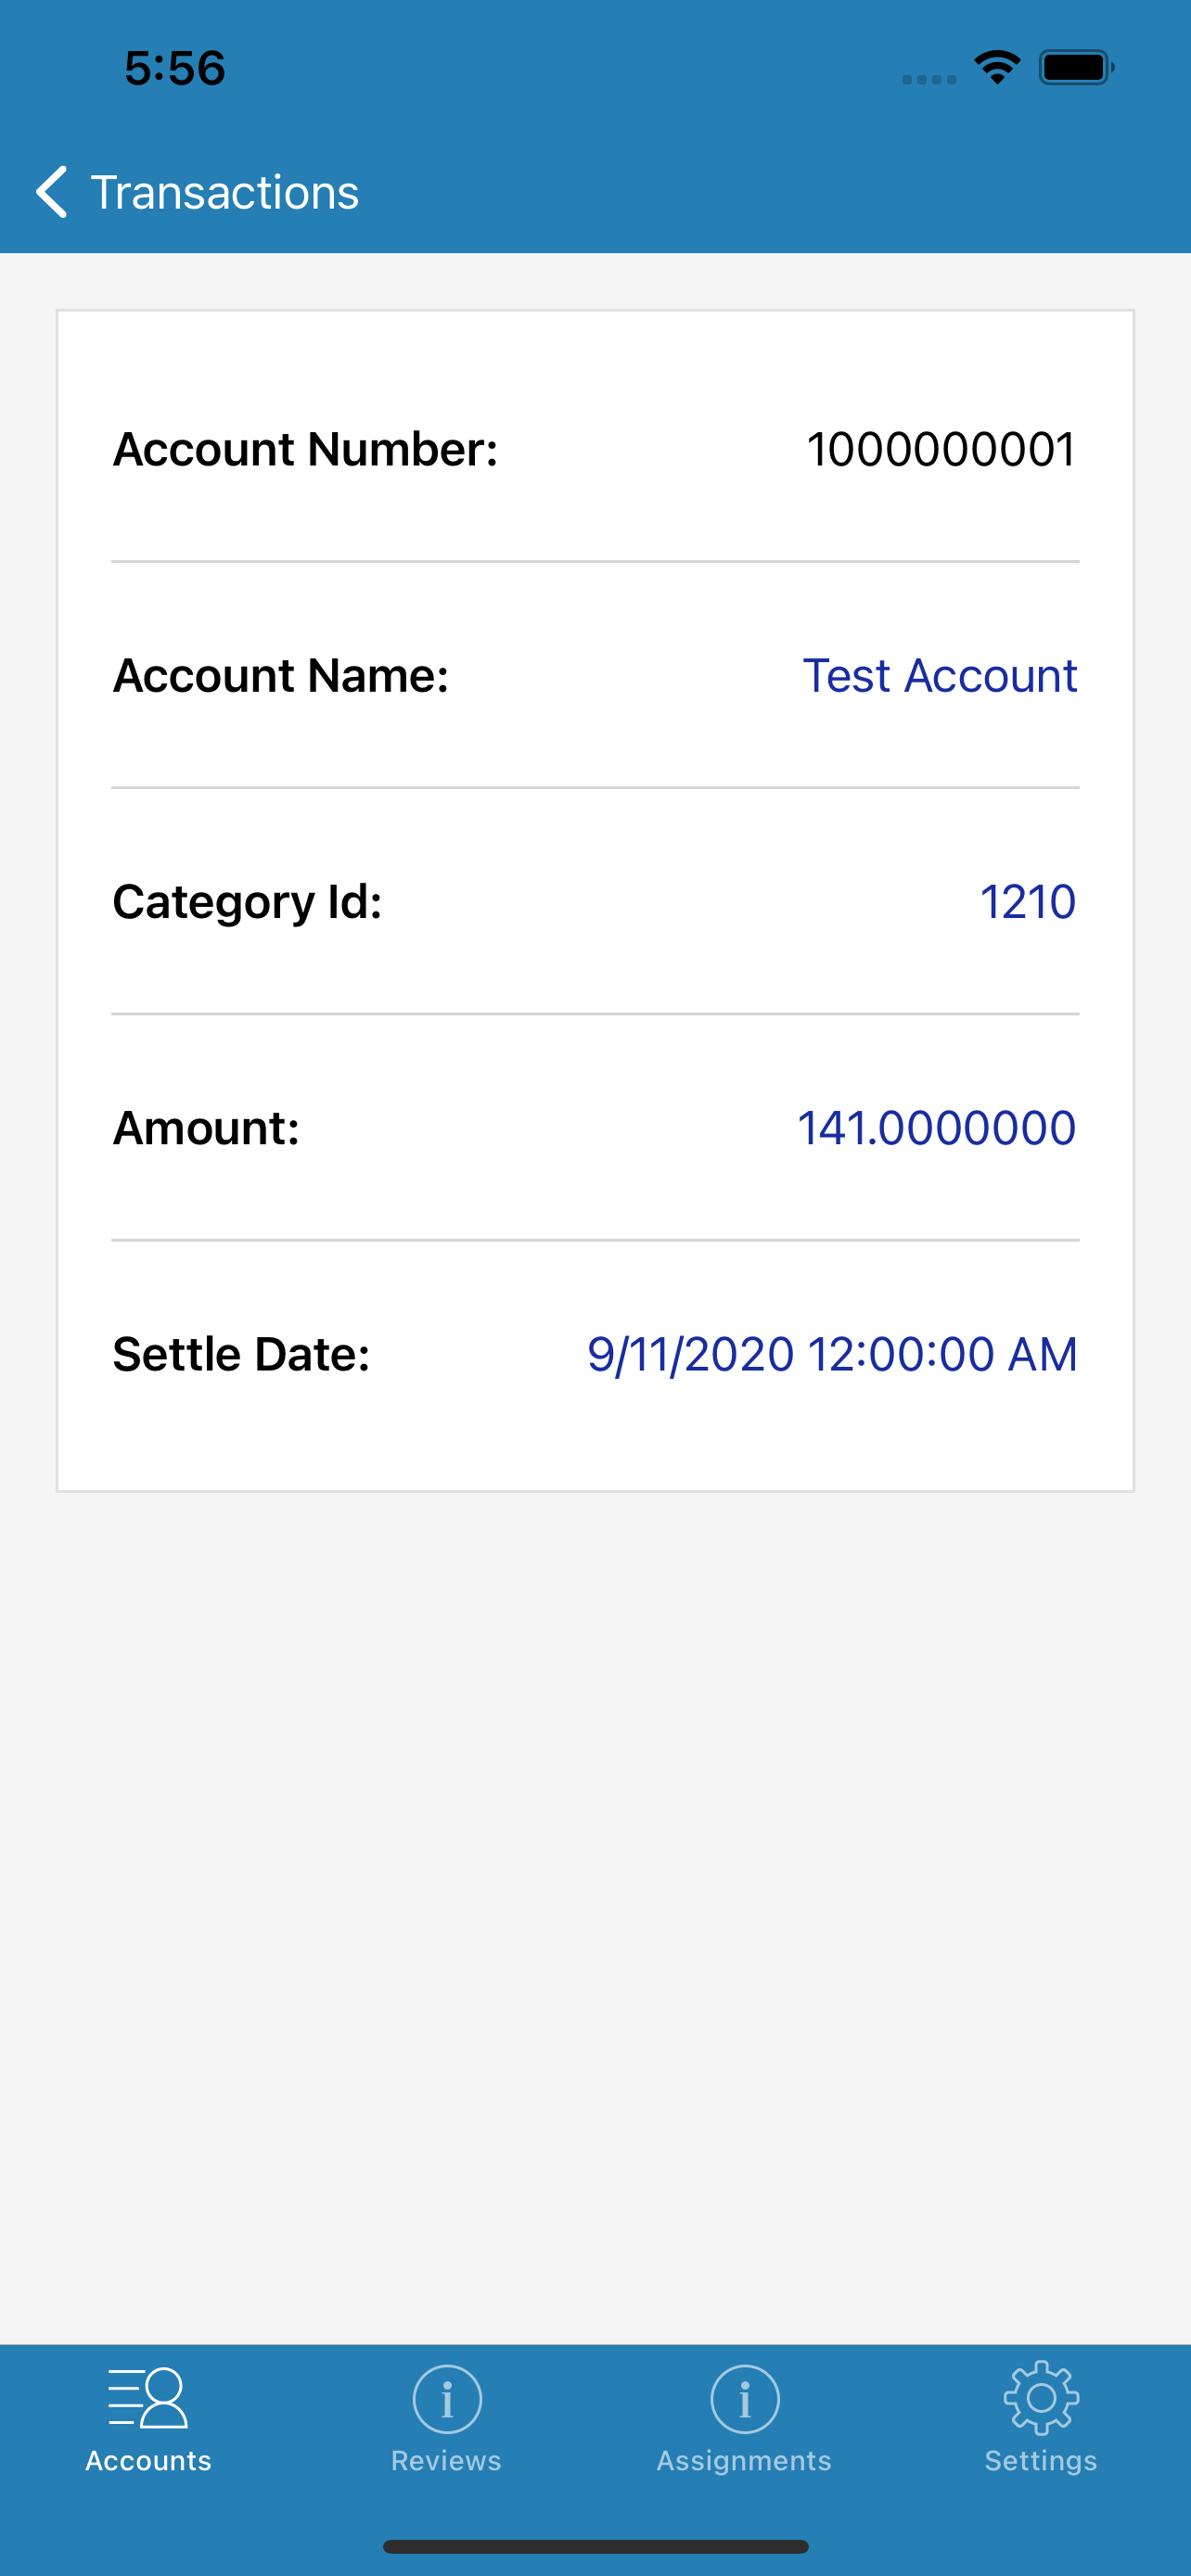 5:56
Transactions
Account Number: 1000000001
Account Name: Test Account
Category Id: 1210
Amount: 141.0000000
Settle Date: 9/11/2020 12:00:00 AM
Accounts Reviews Assignments Settings